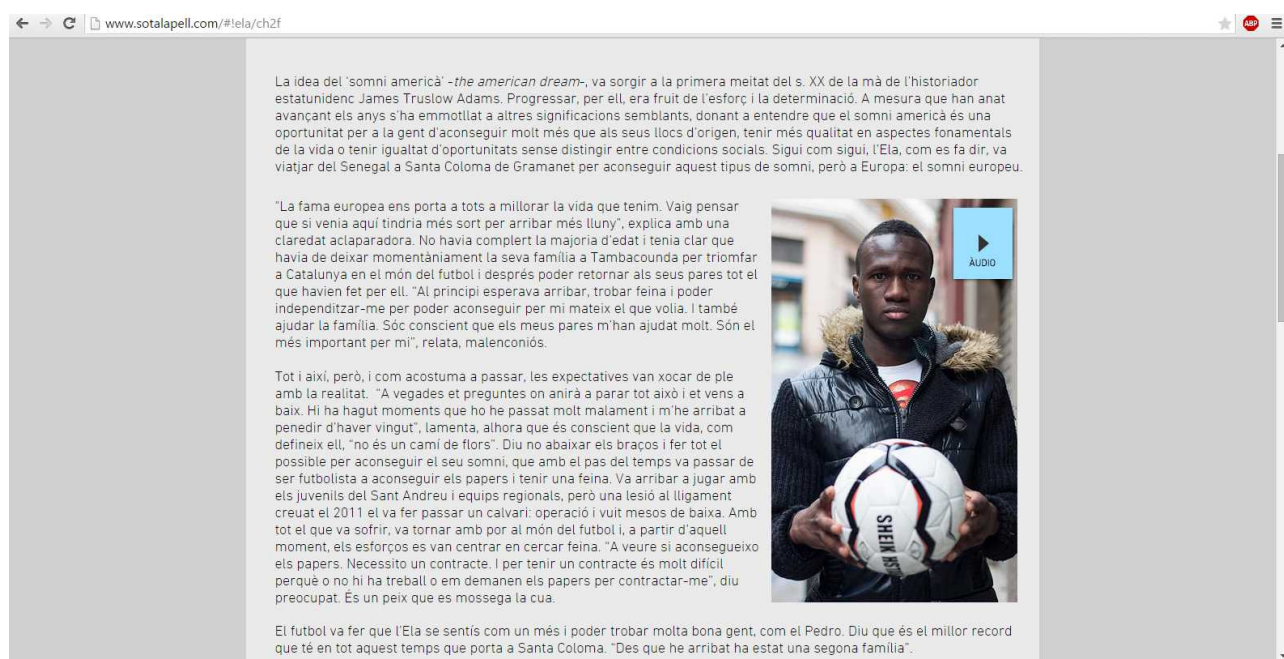 www.sotalapell.com/#!ela/ch2f
ABP
La idea del 'somni americà' -the american dream-, va sorgir a la primera meitat del s. XX de la mà de l'historiador
estatunidenc James Truslow Adams. Progressar, per ell, era fruit de l'esforç i la determinació. A mesura que han anat
avançant els anys s'ha emmotllat a altres significacions semblants, donant a entendre que el somni americà és una
oportunitat per a la gent d'aconseguir molt més que als seus llocs d'origen, tenir més qualitat en aspectes fonamentals
de la vida o tenir igualtat d'oportunitats sense distingir entre condicions socials. Sigui com sigui, l'Ela, com es fa dir, va
viatjar del Senegal a Santa Coloma de Gramanet per aconseguir aquest tipus de somni, però a Europa: el somni europeu.
"La fama europea ens porta a tots a millorar la vida que tenim. Vaig pensar
que si venia aquí tindria més sort per arribar més lluny", explica amb una
claredat aclaparadora. No havia complert la majoria d'edat i tenia clar que
havia de deixar momentàniament la seva família a Tambacounda per triomfar
a Catalunya en el món del futbol i després poder retornar als seus pares tot el
que havien fet per ell. "Al principi esperava arribar, trobar feina i poder
independitzar-me per poder aconseguir per mi mateix el que volia. I també
ajudar la família. Sóc conscient que els meus pares m'han ajudat molt. Són el
més important per mi", relata, malenconiós.
ÀUDIO
Tot i així, però, i com acostuma a passar, les expectatives van xocar de ple
amb la realitat. "A vegades et preguntes on anirà a parar tot això i et vens a
baix. Hi ha hagut moments que ho he passat molt malament i m'he arribat a
penedir d'haver vingut", lamenta, alhora que és conscient que la vida, com
defineix ell, "no és un camí de flors". Diu no abaixar els braços i fer tot el
possible per aconseguir el seu somni, que amb el pas del temps va passar de
ser futbolista a aconseguir els papers i tenir una feina. Va arribar a jugar amb
els juvenils del Sant Andreu i equips regionals, però una lesió al lligament
creuat el 2011 el va fer passar un calvari: operació i vuit mesos de baixa. Amb
tot el que va sofrir, va tornar amb por al món del futbol i, a partir d'aquell
moment, els esforços es van centrar en cercar feina. "A veure si aconsegueixo
els papers. Necessito un contracte. I per tenir un contracte és molt difícil
perquè o no hi ha treball o em demanen els papers per contractar-me", diu
preocupat. És un peix que es mossega la cua.
SHEIK
El futbol va fer que l'Ela se sentís com un més i poder trobar molta bona gent, com el Pedro. Diu que és el millor record
que té en tot aquest temps que porta a Santa Coloma. "Des que he arribat ha estat una segona família".